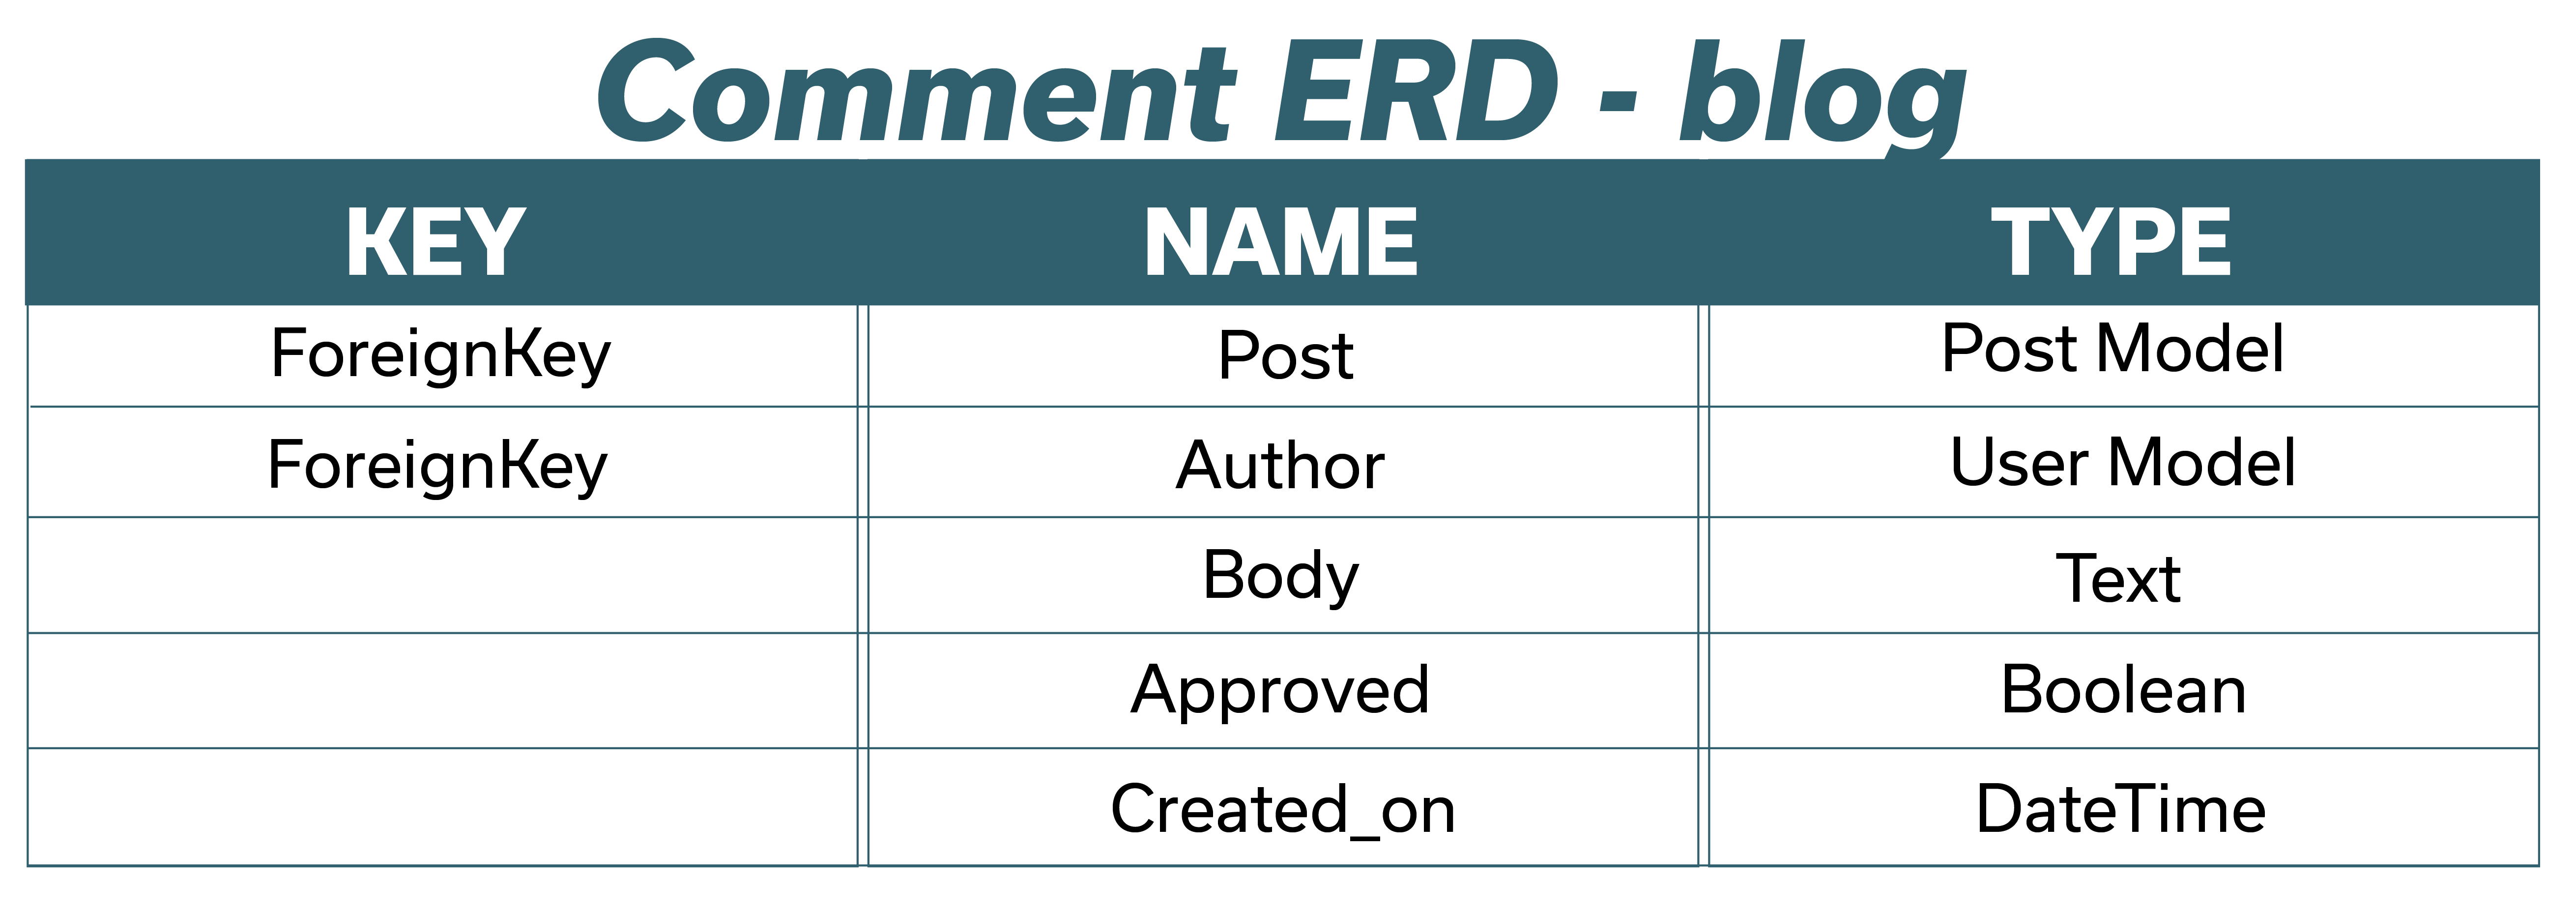 Comment ERD - blog
KEY NAME TYPE
ForeignKey Post Post Model
ForeignKey Author User Model
Body Text
Approved Boolean
Created_on DateTime